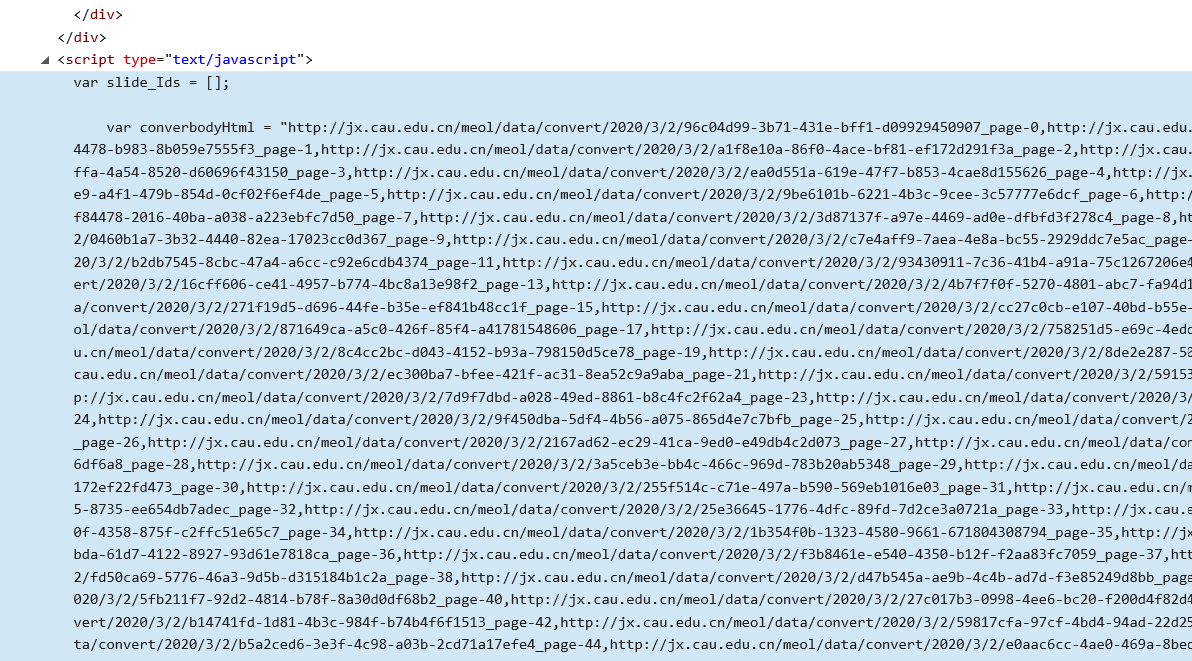 </div>
</div>
<script type="text/javascript">
var slide_Ids = [];
var converbodyHtml = "http://jx.cau.edu.cn/meol/data/convert/2020/3/2/96c04d99-3b71-431e-bff1-d09929450907_page-0,http://jx.cau.edu.
4478-b983-8b059e7555f3_page-1,http://jx.cau.edu.cn/meol/data/convert/2020/3/2/a1f8e10a-86f0-4ace-bf81-ef172d291f3a_page-2,http://jx.cau.
ffa-4a54-8520-d60696f43150_page-3,http://jx.cau.edu.cn/meol/data/convert/2020/3/2/ea0d551a-619e-47f7-b853-4cae8d155626_page-4,http://jx.
e9-a4f1-479b-854d-0cf02f6ef4de_page-5,http://jx.cau.edu.cn/meol/data/convert/2020/3/2/9be6101b-6221-4b3c-9cee-3c57777e6dcf_page-6,http:/
f84478-2016-40ba-a038-a223ebfc7d50_page-7,http://jx.cau.edu.cn/meol/data/convert/2020/3/2/3d87137f-a97e-4469-ad0e-dfbfd3f278c4_page-8,ht
2/0460b1a7-3b32-4440-82ea-17023cc0d367_page-9,http://jx.cau.edu.cn/meol/data/convert/2020/3/2/c7e4aff9-7aea-4e8a-bc55-2929ddc7e5ac_page-
20/3/2/b2db7545-8cbc-47a4-a6cc-c92e6cdb4374_page-11,http://jx.cau.edu.cn/meol/data/convert/2020/3/2/93430911-7c36-41b4-a91a-75c1267206e4
ert/2020/3/2/16cff606-ce41-4957-b774-4bc8a13e98f2_page-13,http://jx.cau.edu.cn/meol/data/convert/2020/3/2/4b7f7f0f-5270-4801-abc7-fa94d1
a/convert/2020/3/2/271f19d5-d696-44fe-b35e-ef841b48cc1f_page-15,http://jx.cau.edu.cn/meol/data/convert/2020/3/2/cc27c0cb-e107-40bd-b55e-
ol/data/convert/2020/3/2/871649ca-a5c0-426f-85f4-a41781548606_page-17,http://jx.cau.edu.cn/meol/data/convert/2020/3/2/758251d5-e69c-4edc
u.cn/meol/data/convert/2020/3/2/8c4cc2bc-d043-4152-b93a-798150d5ce78_page-19,http://jx.cau.edu.cn/meol/data/convert/2020/3/2/8de2e287-50
cau.edu.cn/meol/data/convert/2020/3/2/ec300ba7-bfee-421f-ac31-8ea52c9a9aba_page-21,http://jx.cau.edu.cn/meol/data/convert/2020/3/2/59153
p://jx.cau.edu.cn/meol/data/convert/2020/3/2/7d9f7dbd-a028-49ed-8861-b8c4fc2f62a4_page-23,http://jx.cau.edu.cn/meol/data/convert/2020/3/
24,http://jx.cau.edu.cn/meol/data/convert/2020/3/2/9f450dba-5df4-4b56-a075-865d4e7c7bfb_page-25,http://jx.cau.edu.cn/meol/data/convert/2
_page-26,http://jx.cau.edu.cn/meol/data/convert/2020/3/2/2167ad62-ec29-41ca-9ed0-e49db4c2d073_page-27,http://jx.cau.edu.cn/meol/data/con
6df6a8_page-28,http://jx.cau.edu.cn/meol/data/convert/2020/3/2/3a5ceb3e-bb4c-466c-969d-783b20ab5348_page-29,http://jx.cau.edu.cn/meol/da
172ef22fd473_page-30,http://jx.cau.edu.cn/meol/data/convert/2020/3/2/255f514c-c71e-497a-b590-569eb1016e03_page-31,http://jx.cau.edu.cn/m
5-8735-ee654db7adec_page-32,http://jx.cau.edu.cn/meol/data/convert/2020/3/2/25e36645-1776-4dfc-89fd-7d2ce3a0721a_page-33,http://jx.cau.e
0f-4358-875f-c2ffc51e65c7_page-34,http://jx.cau.edu.cn/meol/data/convert/2020/3/2/1b354f0b-1323-4580-9661-671804308794_page-35,http://jx
bda-61d7-4122-8927-93d61e7818ca_page-36,http://jx.cau.edu.cn/meol/data/convert/2020/3/2/f3b8461e-e540-4350-b12f-f2aa83fc7059_page-37,htt
2/fd50ca69-5776-46a3-9d5b-d315184b1c2a_page-38,http://jx.cau.edu.cn/meol/data/convert/2020/3/2/d47b545a-ae9b-4c4b-ad7d-f3e85249d8bb_page
020/3/2/5fb211f7-92d2-4814-b78f-8a30d0df68b2_page-40,http://jx.cau.edu.cn/meol/data/convert/2020/3/2/27c017b3-0998-4ee6-bc20-f200d4f82d4
vert/2020/3/2/b14741fd-1d81-4b3c-984f-b74b4f6f1513_page-42,http://jx.cau.edu.cn/meol/data/convert/2020/3/2/59817cfa-97cf-4bd4-94ad-22d25
ta/convert/2020/3/2/b5a2ced6-3e3f-4c98-a03b-2cd71a17efe4_page-44,http://jx.cau.edu.cn/meol/data/convert/2020/3/2/e0aac6cc-4ae0-469a-8bec